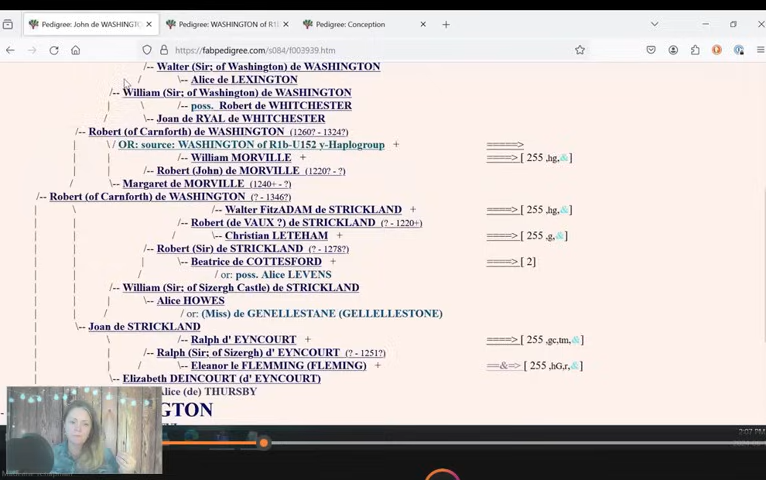 Pedigree: John de WASHINGTO
Pedigree: WASHINGTON of R1
Pedigree: Conception
https://fabpedigree.com/s084/f003939.htm
/-- Walter (Sir; of Washington) de WASHINGTON
/ \-- Alice de LEXINGTON
/-- William (Sir; of Washington) de WASHINGTON
| \ /-- poss. Robert de WHITCHESTER
| \-- Joan de RYAL de WHITCHESTER
/-- Robert (of Carnforth) de WASHINGTON (1260? - 1324?)
| \ / OR: source: WASHINGTON of R1b-U152 y-Haplogroup + =====>
| | /-- William MORVILLE + ====> [ 255 ,hg,& ]
| | /-- Robert (John) de MORVILLE (1220? - ?)
/ \-- Margaret de MORVILLE (1240+ - ?)
/-- Robert (of Carnforth) de WASHINGTON (? - 1346?)
| \ /-- Walter FitzADAM de STRICKLAND + ====> [ 255 ,hg,& ]
| | /-- Robert (de VAUX ?) de STRICKLAND (? - 1220+)
| | / \-- Christian LETEHAM + ====> [ 255 ,g,& ]
| | /-- Robert (Sir) de STRICKLAND (? - 1278?)
| | | \-- Beatrice de COTTESFORD + ====> [ 2]
| | / / or: poss. Alice LEVENS
| | /-- William (Sir; of Sizergh Castle) de STRICKLAND
| | | \-- Alice HOWES
| | / / or: (Miss) de GENELLESTANE (GELLELLESTONE)
| \-- Joan de STRICKLAND
| | /-- Ralph d' EYNCOURT + ====> [ 255 ,gc,tm,& ]
| | /-- Ralph (Sir; of Sizergh) d' EYNCOURT (? - 1251?)
| | | \-- Eleanor le FLEMMING (FLEMING) + ==&=> [ 255 ,hG,r,& ]
| \-- Elizabeth DEINCOURT (d' EYNCOURT)
Alice (de) THURSBY
NGTON
2:07 PM